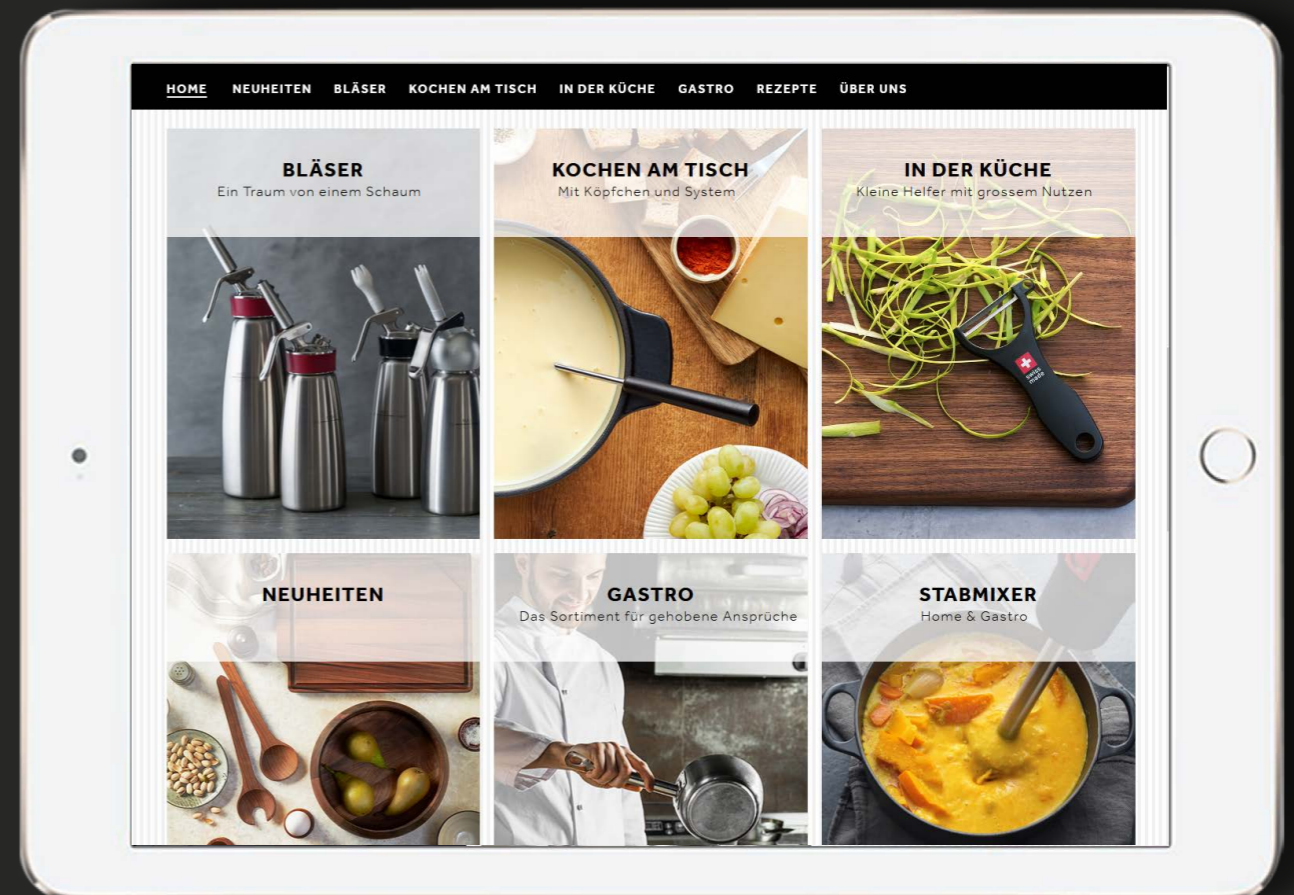 HOME NEUHEITEN BLÄSER KOCHEN AM TISCH IN DER KÜCHE GASTRO REZEPTE ÜBER UNS
BLÄSER
Ein Traum von einem Schaum
KOCHEN AM TISCH
Mit Köpfchen und System
IN DER KÜCHE
Kleine Helfer mit grossem Nutzen
swiss
made
NEUHEITEN
GASTRO
Das Sortiment für gehobene Ansprüche
STABMIXER
Home & Gastro